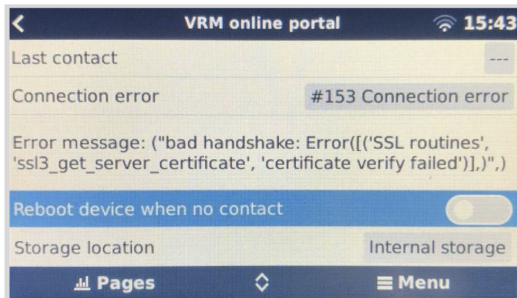 VRM online portal 15:43
Last contact ---
Connection error #153 Connection error
Error message: ("bad handshake: Error([('SSL routines',
'ssl3_get_server_certificate', 'certificate verify failed')],)",)
Reboot device when no contact
Storage location Internal storage
Pages Menu